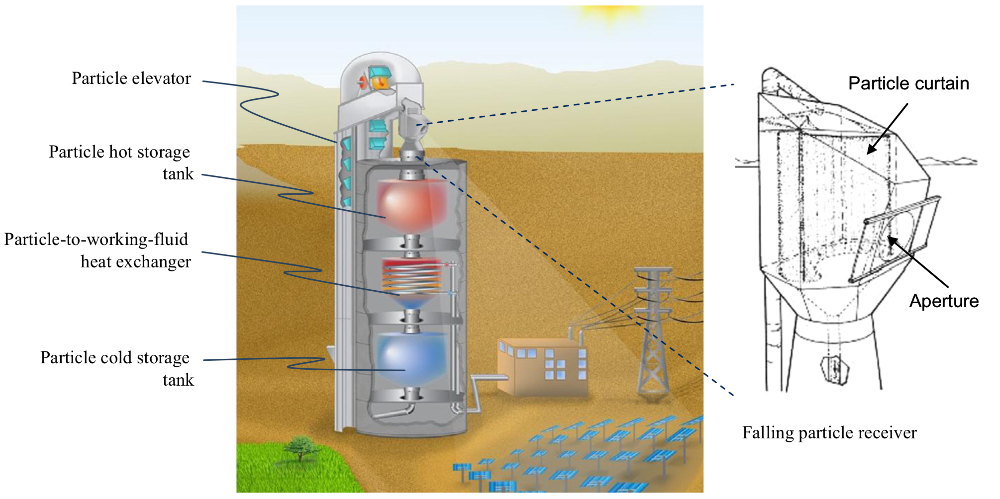 Particle elevator
Particle hot storage
tank
Particle-to-working-fluid
heat exchanger
Particle cold storage
tank
Particle curtain
Aperture
Falling particle receiver